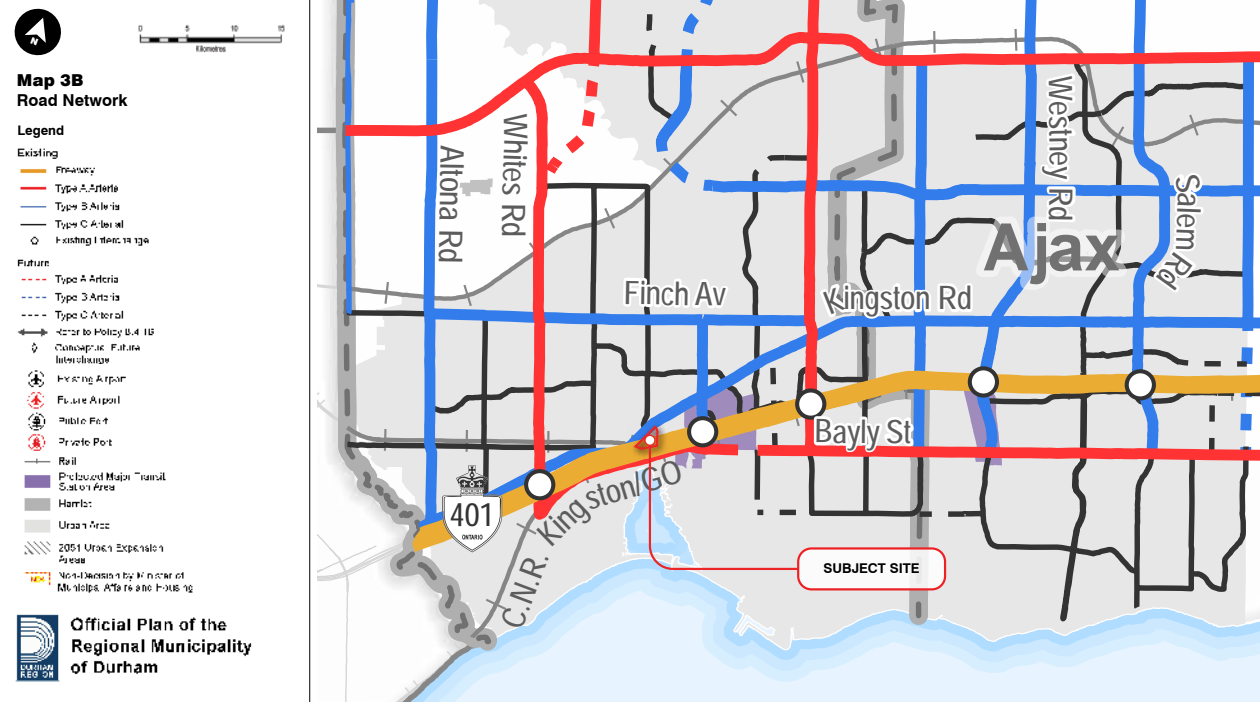 N
0 5 10 15
Kilometres
Map 3B
Road Network
Legend
Existing
Freeway
Type A Arterial
Type B Arterial
Type C Arterial
Existing Interchange
Future
Type A Arterial
Type B Arterial
Type C Arterial
Refer to Policy 8.4.16
Conceptual Future
Interchange
Existing Airport
Future Airport
Public Port
Private Port
Rail
Protected Major Transit
Station Area
Hamlet
Urban Area
2051 Urban Expansion
Areas
Non-Decision by Minister of
Municipal Affairs and Housing
DURHAM
REGION
Official Plan of the
Regional Municipality
of Durham
Altona Rd
Whites Rd
Westney Rd
Salem Rd
Ajax
Finch Av
Kingston Rd
Bayly St
401
ONTARIO
C.N.R. Kingston/GO
SUBJECT SITE